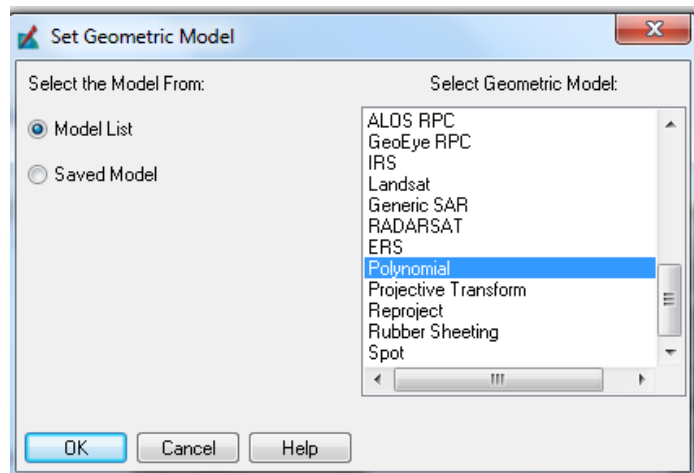 Set Geometric Model
Select the Model From:
Model List
Saved Model
Select Geometric Model:
ALOS RPC
GeoEye RPC
IRS
Landsat
Generic SAR
RADARSAT
ERS
Polynomial
Projective Transform
Reproject
Rubber Sheeting
Spot
OK Cancel Help